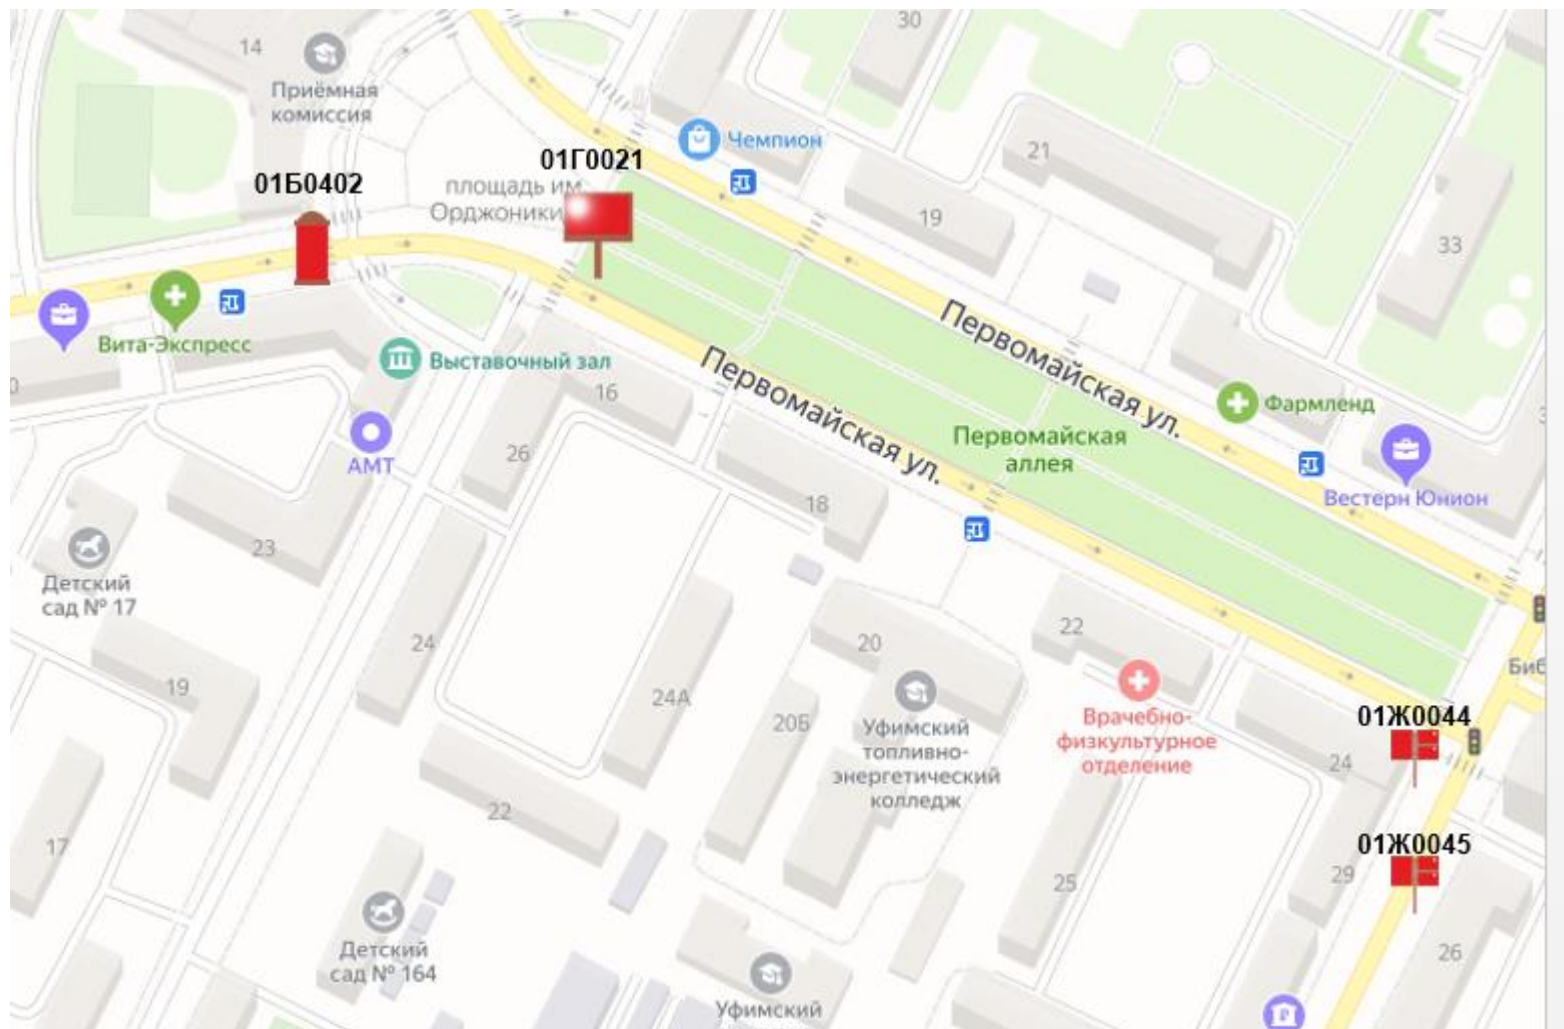 30
14
Приёмная
комиссия
Чемпион
01Г0021
21
01Б0402
площадь им.
Орджоники
19
33
Вита-Экспресс
Первомайская ул.
Выставочный зал
16
Первомайская ул.
Фармленд
26
АМТ
Первомайская
аллея
Вестерн Юнион
18
23
Детский
сад № 17
24
22
20
19
24А
20Б
Уфимский
топливно-
энергетический
колледж
Врачебно-
физкультурное
отделение
Биб
01Ж0044
24
22
17
01Ж0045
29
25
26
Детский
сад № 164
Уфимский